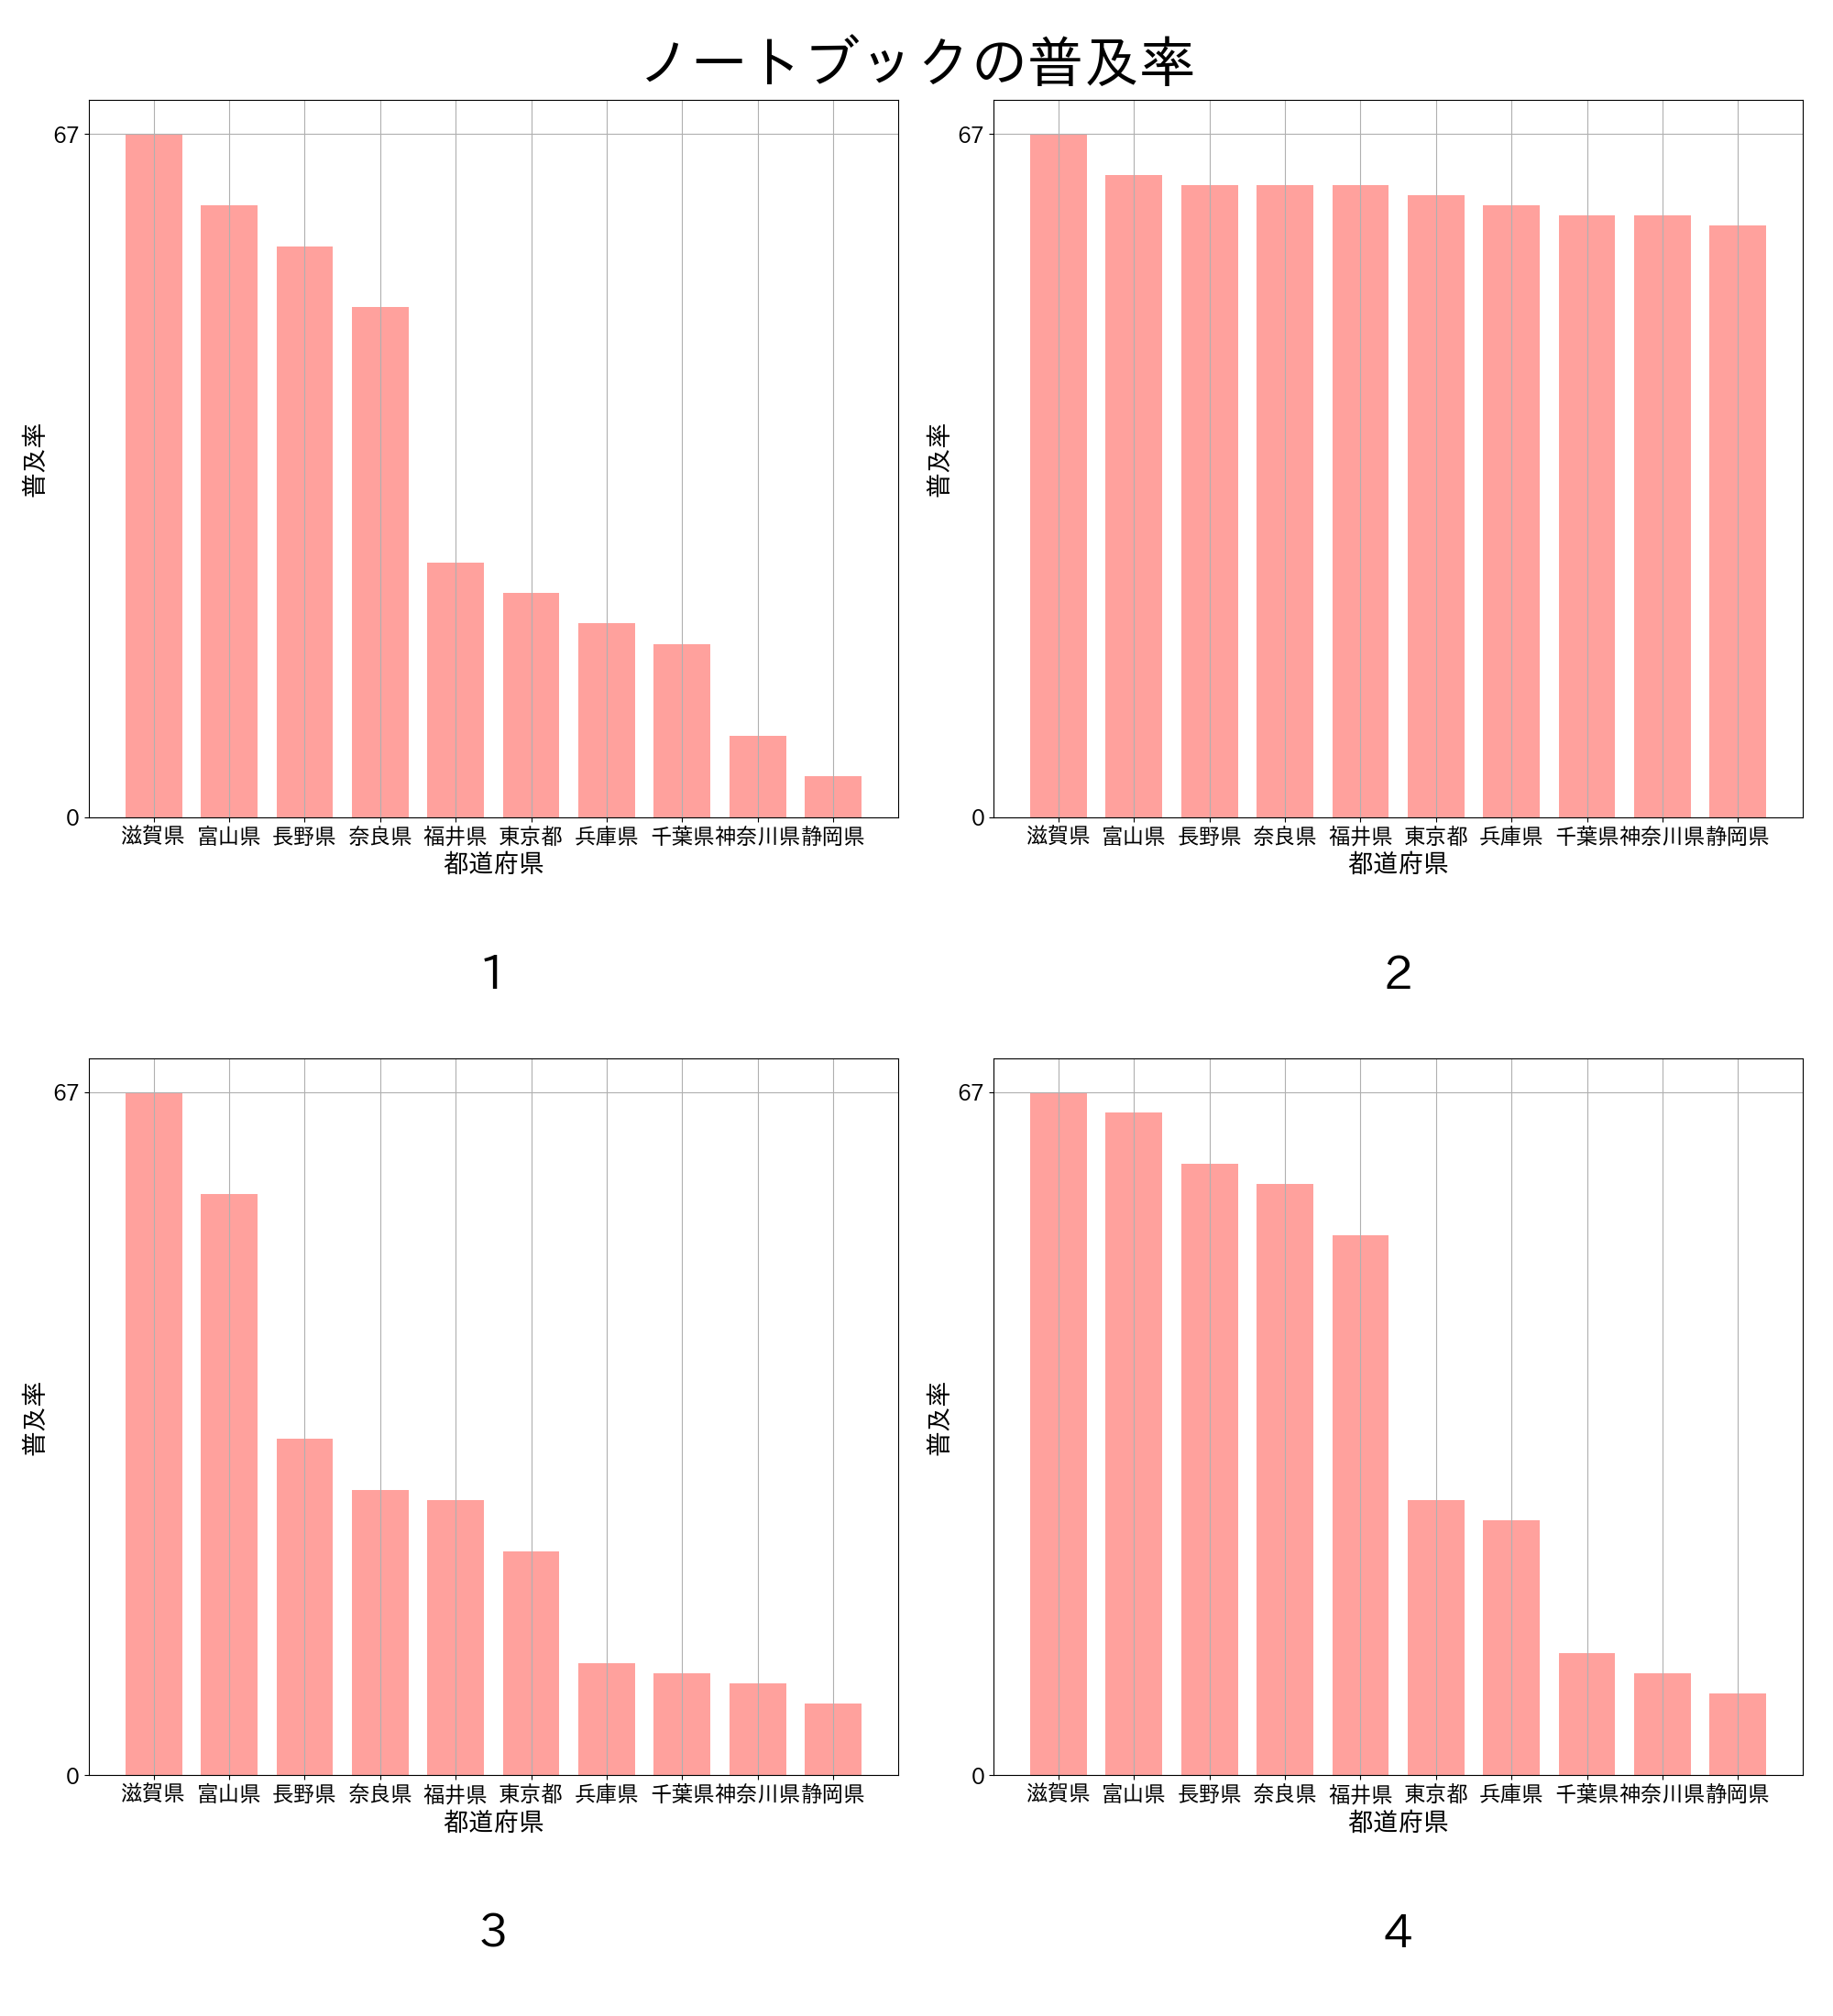 ノートブックの普及率
67
0
普及率
滋賀県 富山県 長野県 奈良県 福井県 東京都 兵庫県 千葉県 神奈川県 静岡県
都道府県
1
67
0
普及率
滋賀県 富山県 長野県 奈良県 福井県 東京都 兵庫県 千葉県 神奈川県 静岡県
都道府県
2
67
0
普及率
滋賀県 富山県 長野県 奈良県 福井県 東京都 兵庫県 千葉県 神奈川県 静岡県
都道府県
3
67
0
普及率
滋賀県 富山県 長野県 奈良県 福井県 東京都 兵庫県 千葉県 神奈川県 静岡県
都道府県
4